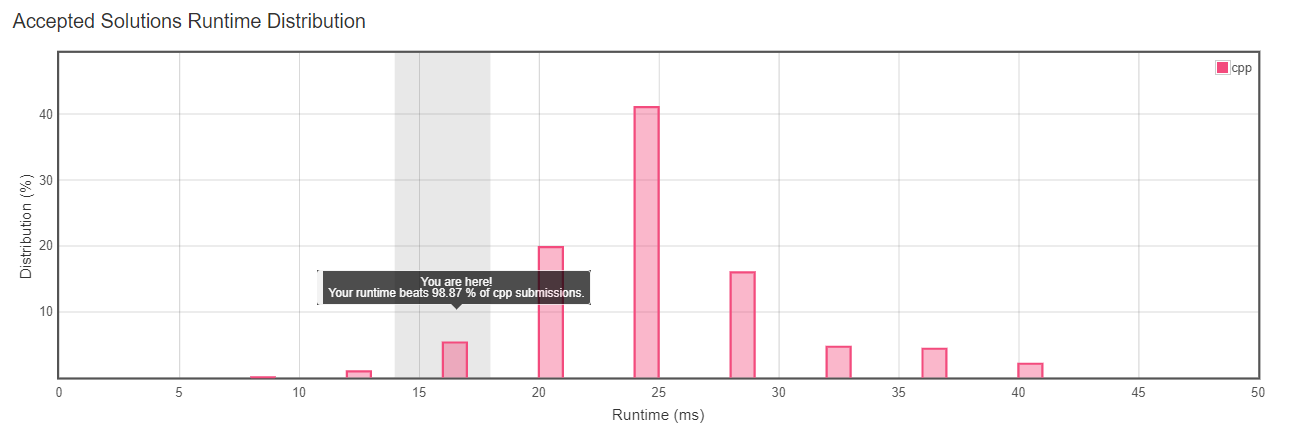 Accepted Solutions Runtime Distribution
cpp
40
30
20
10
Distribution (%)
You are here!
Your runtime beats 98.87 % of cpp submissions.
0 5 10 15 20 25 30 35 40 45 50
Runtime (ms)